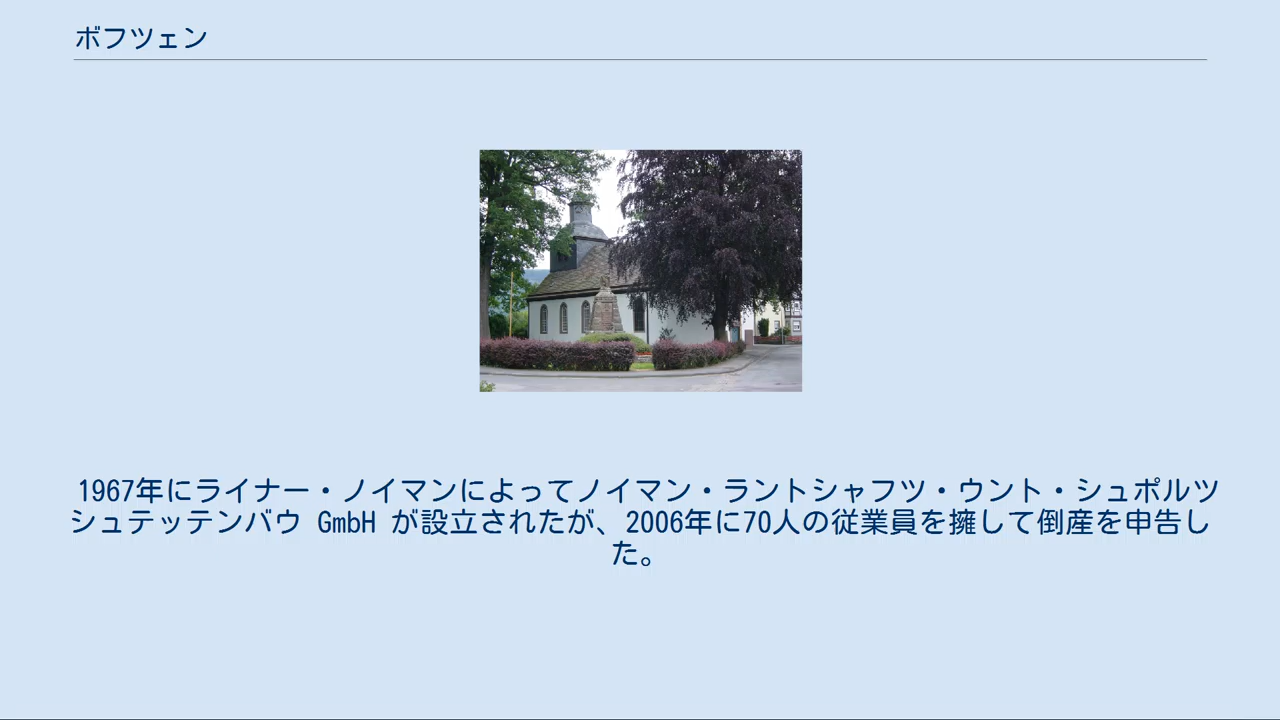 ボフツェン
1967年にライナー・ノイマンによってノイマン・ラントシャフツ・ウント・シュポルツ
シュテッテンバウ GmbH が設立されたが、2006年に70人の従業員を擁して倒産を申告し
た。